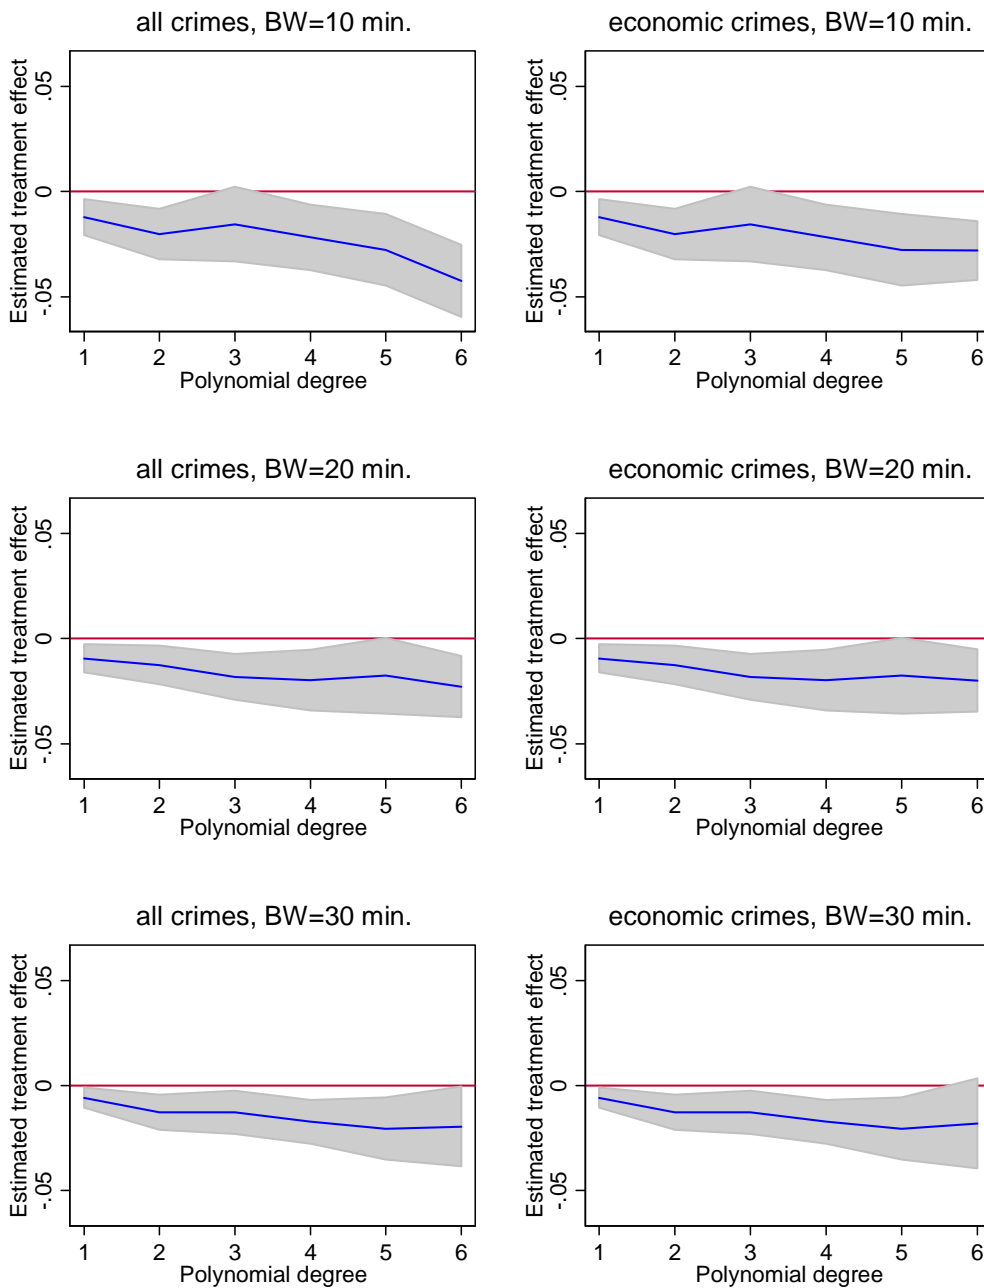 all crimes, BW=10 min.
Estimated treatment effect
.05
0
-.05
1 2 3 4 5 6
Polynomial degree
economic crimes, BW=10 min.
Estimated treatment effect
.05
0
-.05
1 2 3 4 5 6
Polynomial degree
all crimes, BW=20 min.
Estimated treatment effect
.05
0
-.05
1 2 3 4 5 6
Polynomial degree
economic crimes, BW=20 min.
Estimated treatment effect
.05
0
-.05
1 2 3 4 5 6
Polynomial degree
all crimes, BW=30 min.
Estimated treatment effect
.05
0
-.05
1 2 3 4 5 6
Polynomial degree
economic crimes, BW=30 min.
Estimated treatment effect
.05
0
-.05
1 2 3 4 5 6
Polynomial degree